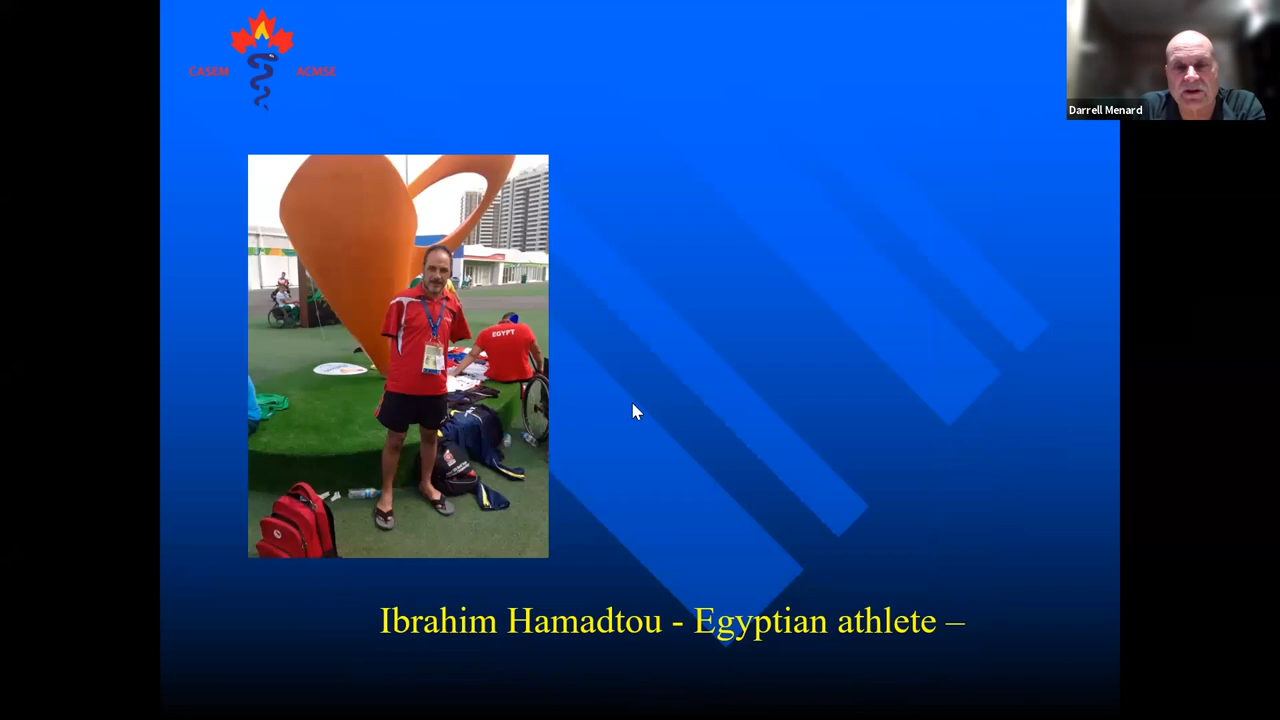 CASEM ACMSE
Darrell Menard
EGYPT
Ibrahim Hamadtou - Egyptian athlete –